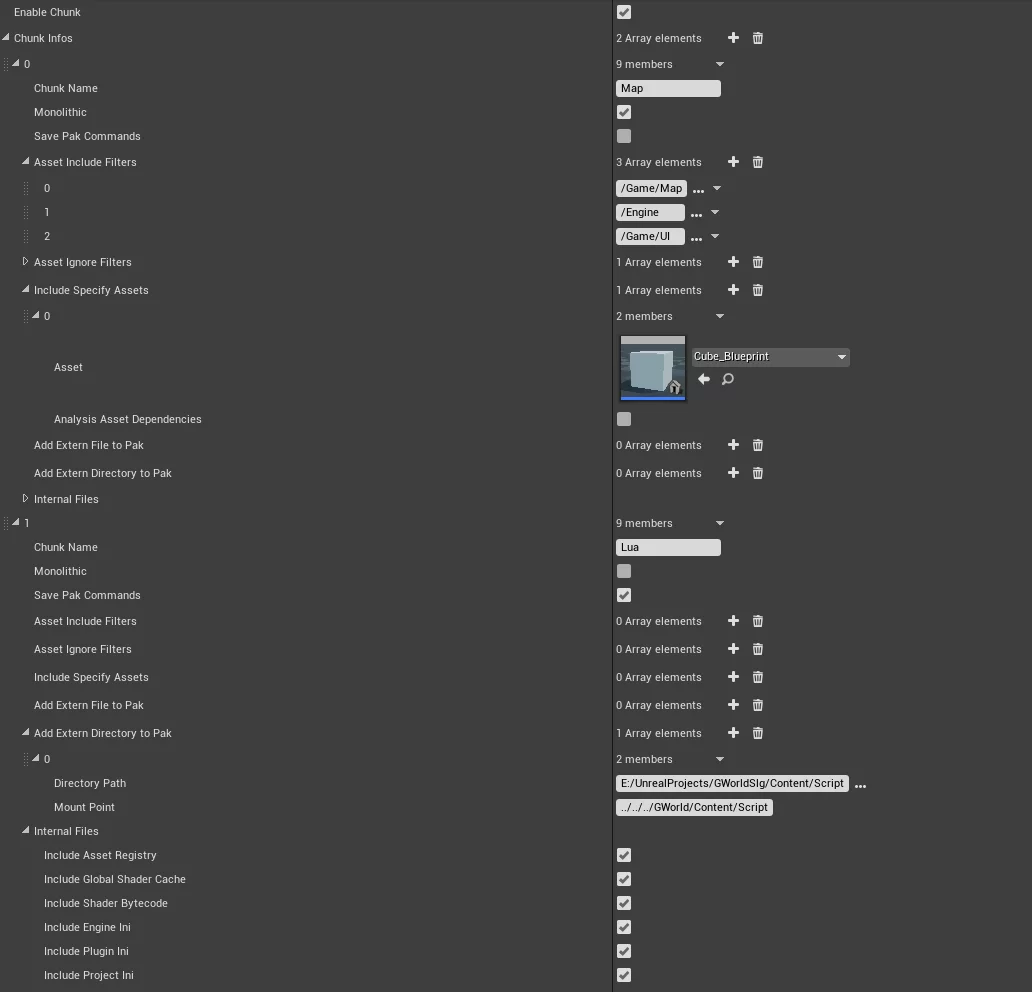 Enable Chunk
Chunk Infos 2 Array elements
0 9 members
Chunk Name Map
Monolithic
Save Pak Commands
Asset Include Filters 3 Array elements
0 /Game/Map ...
1 /Engine ...
2 /Game/UI ...
Asset Ignore Filters 1 Array elements
Include Specify Assets 1 Array elements
0 2 members
Asset Cube_Blueprint
Analysis Asset Dependencies
Add Extern File to Pak 0 Array elements
Add Extern Directory to Pak 0 Array elements
Internal Files
1 9 members
Chunk Name Lua
Monolithic
Save Pak Commands
Asset Include Filters 0 Array elements
Asset Ignore Filters 0 Array elements
Include Specify Assets 0 Array elements
Add Extern File to Pak 0 Array elements
Add Extern Directory to Pak 1 Array elements
0 2 members
Directory Path E:/UnrealProjects/GWorldSlg/Content/Script ...
Mount Point ../../../GWorld/Content/Script
Internal Files
Include Asset Registry
Include Global Shader Cache
Include Shader Bytecode
Include Engine Ini
Include Plugin Ini
Include Project Ini